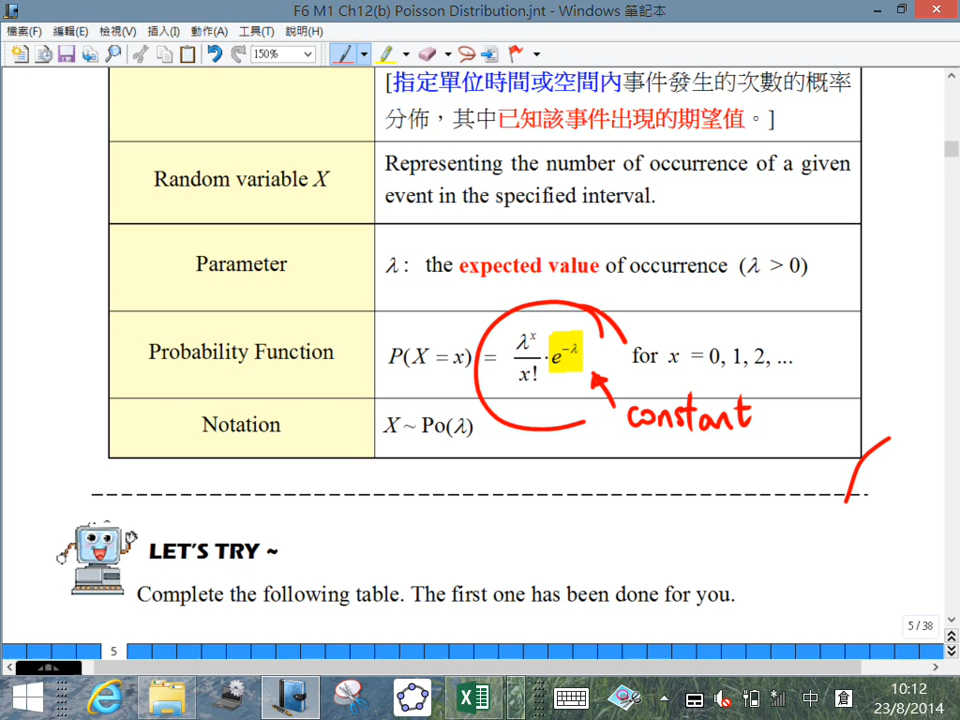 F6 M1 Ch12(b) Poisson Distribution.jnt - Windows 筆記本
檔案(F) 編輯(E) 檢視(V) 插入(I) 動作(A) 工具(T) 說明(H)
150%
[指定單位時間或空間內事件發生的次數的概率
分佈，其中已知該事件出現的期望值。]
Random variable X
Representing the number of occurrence of a given
event in the specified interval.
Parameter
λ : the expected value of occurrence (λ > 0)
Probability Function
P(X = x) = λ^x / x! · e^−λ for x = 0, 1, 2, ...
constant
Notation
X ~ Po(λ)
LET'S TRY ~
Complete the following table. The first one has been done for you.
5 / 38
5
中
倉
10:12
23/8/2014